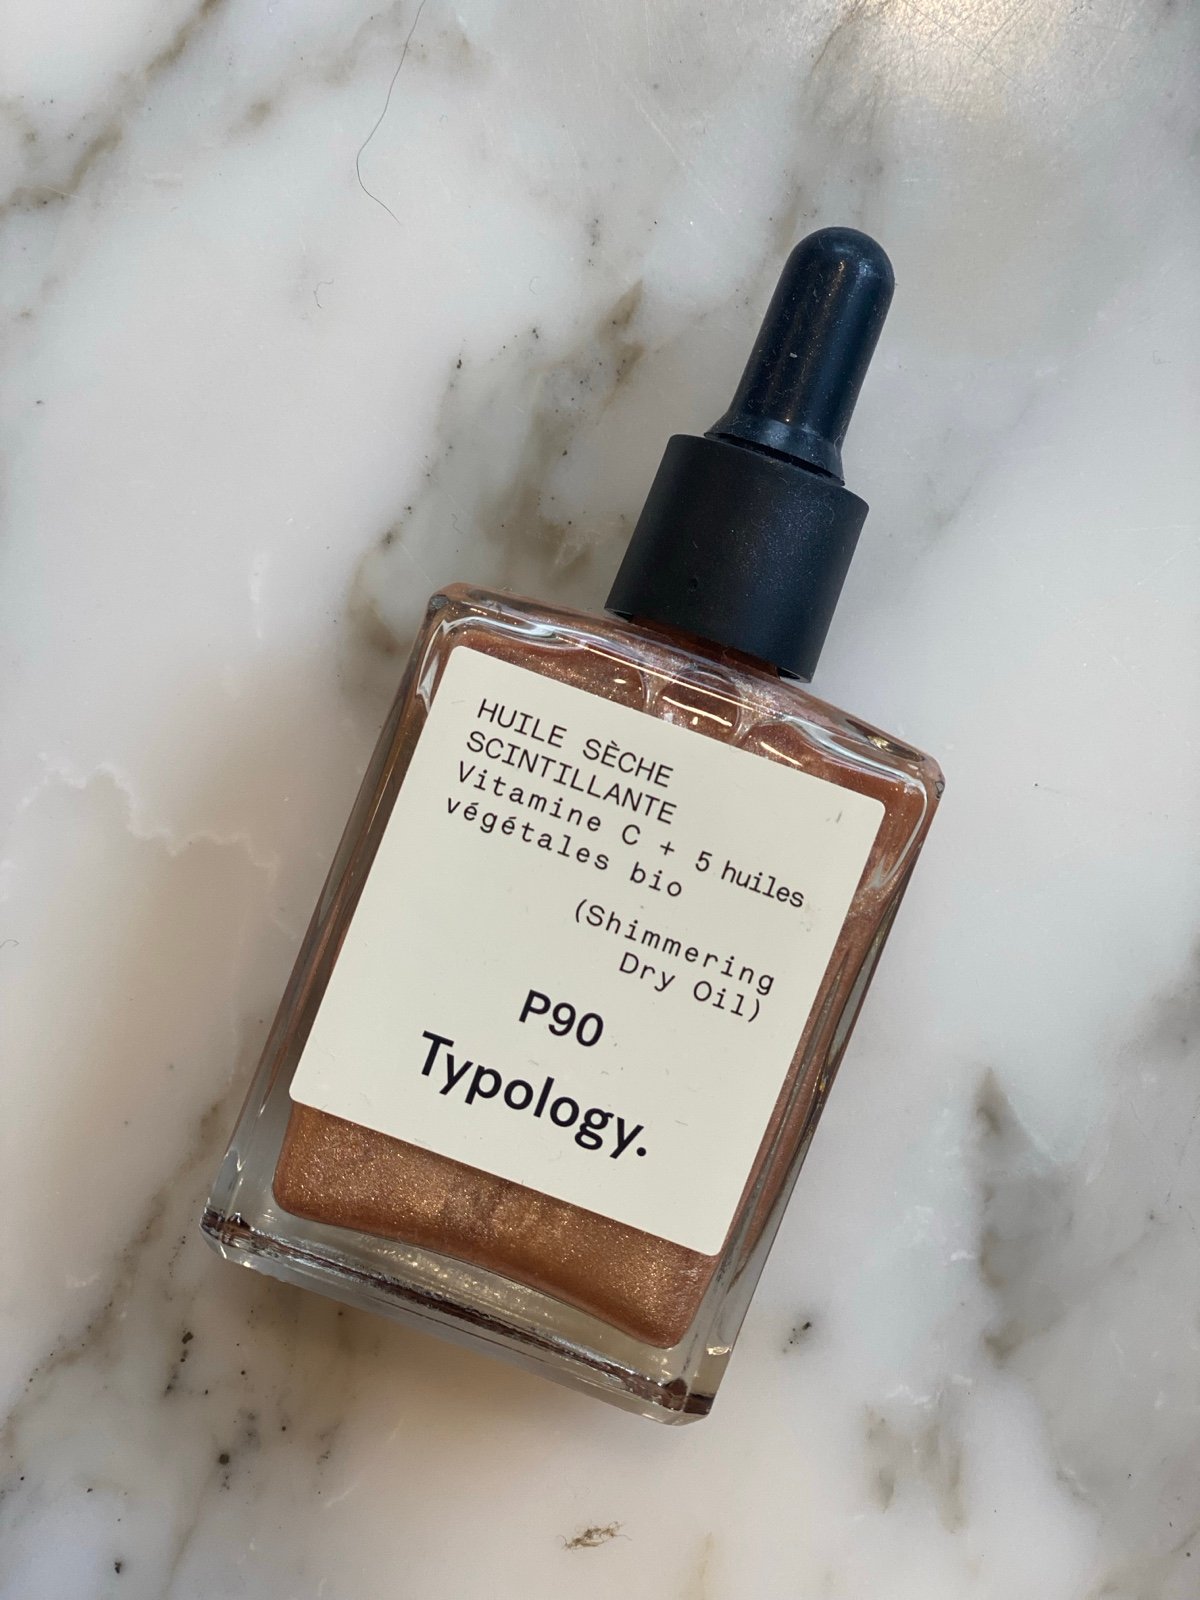 HUILE SÈCHE
SCINTILLANTE
Vitamine C + 5 huiles
végétales bio
(Shimmering
Dry Oil)
P90
Typology.